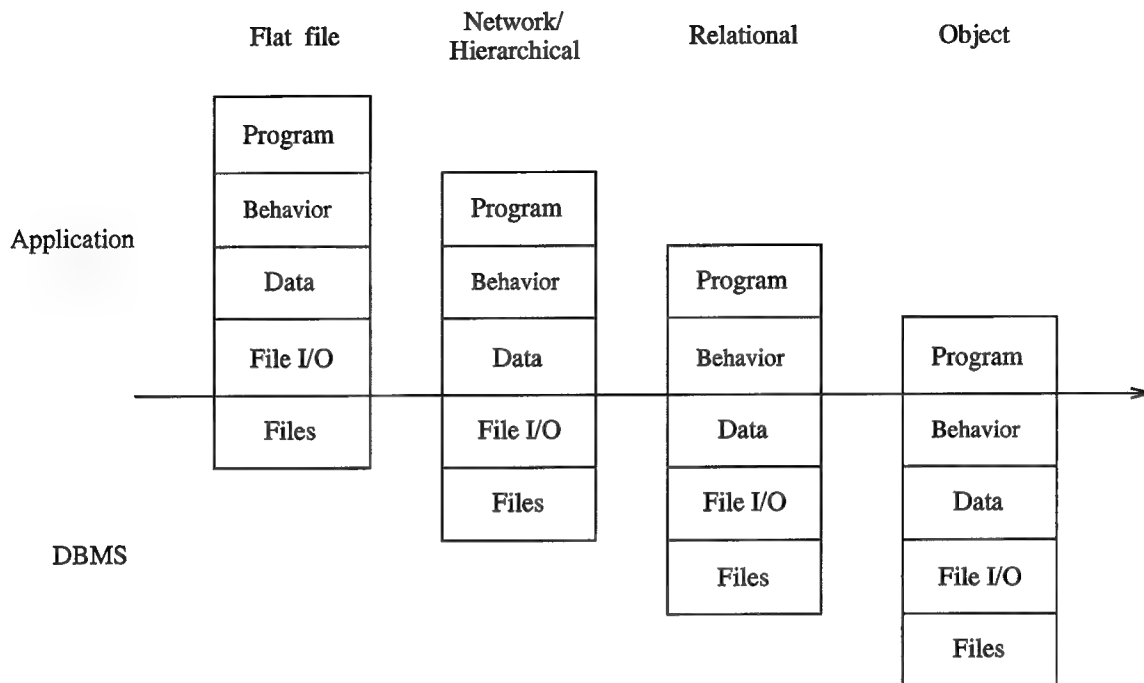 Flat file
Network/
Hierarchical
Relational
Object
Application
DBMS
Program
Behavior
Data
File I/O
Files
Program
Behavior
Data
File I/O
Files
Program
Behavior
Data
File I/O
Files
Program
Behavior
Data
File I/O
Files